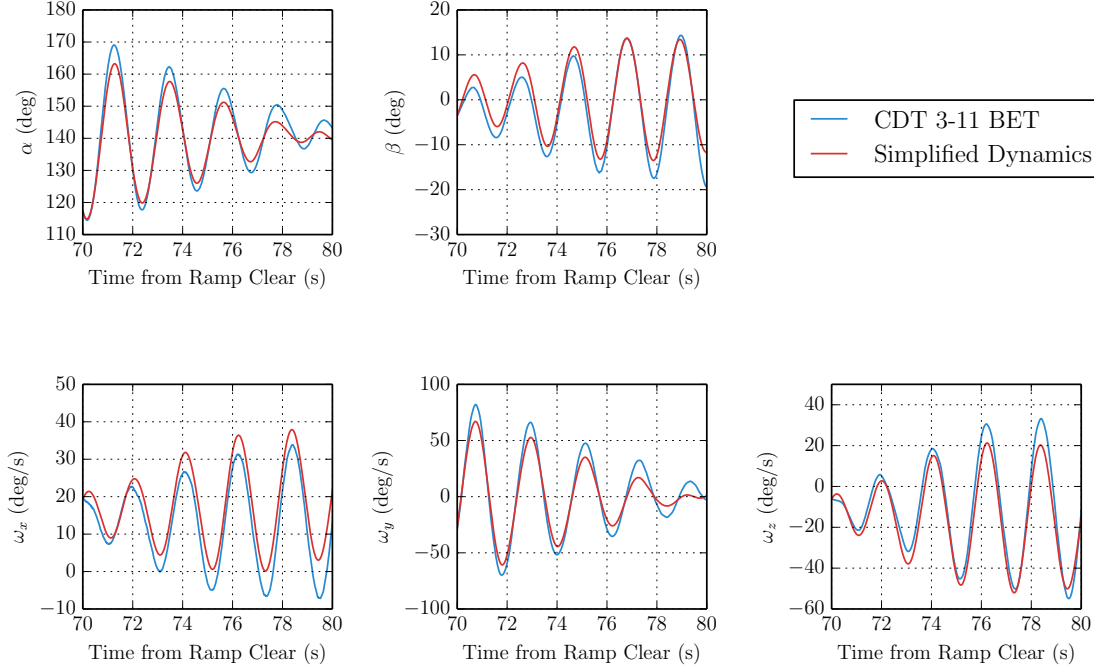 180
170
160
150
140
130
120
110
α (deg)
70 72 74 76 78 80
Time from Ramp Clear (s)
20
10
0
−10
−20
−30
β (deg)
70 72 74 76 78 80
Time from Ramp Clear (s)
CDT 3-11 BET
Simplified Dynamics
50
40
30
20
10
0
−10
ωx (deg/s)
70 72 74 76 78 80
Time from Ramp Clear (s)
100
50
0
−50
−100
ωy (deg/s)
70 72 74 76 78 80
Time from Ramp Clear (s)
40
20
0
−20
−40
−60
ωz (deg/s)
70 72 74 76 78 80
Time from Ramp Clear (s)